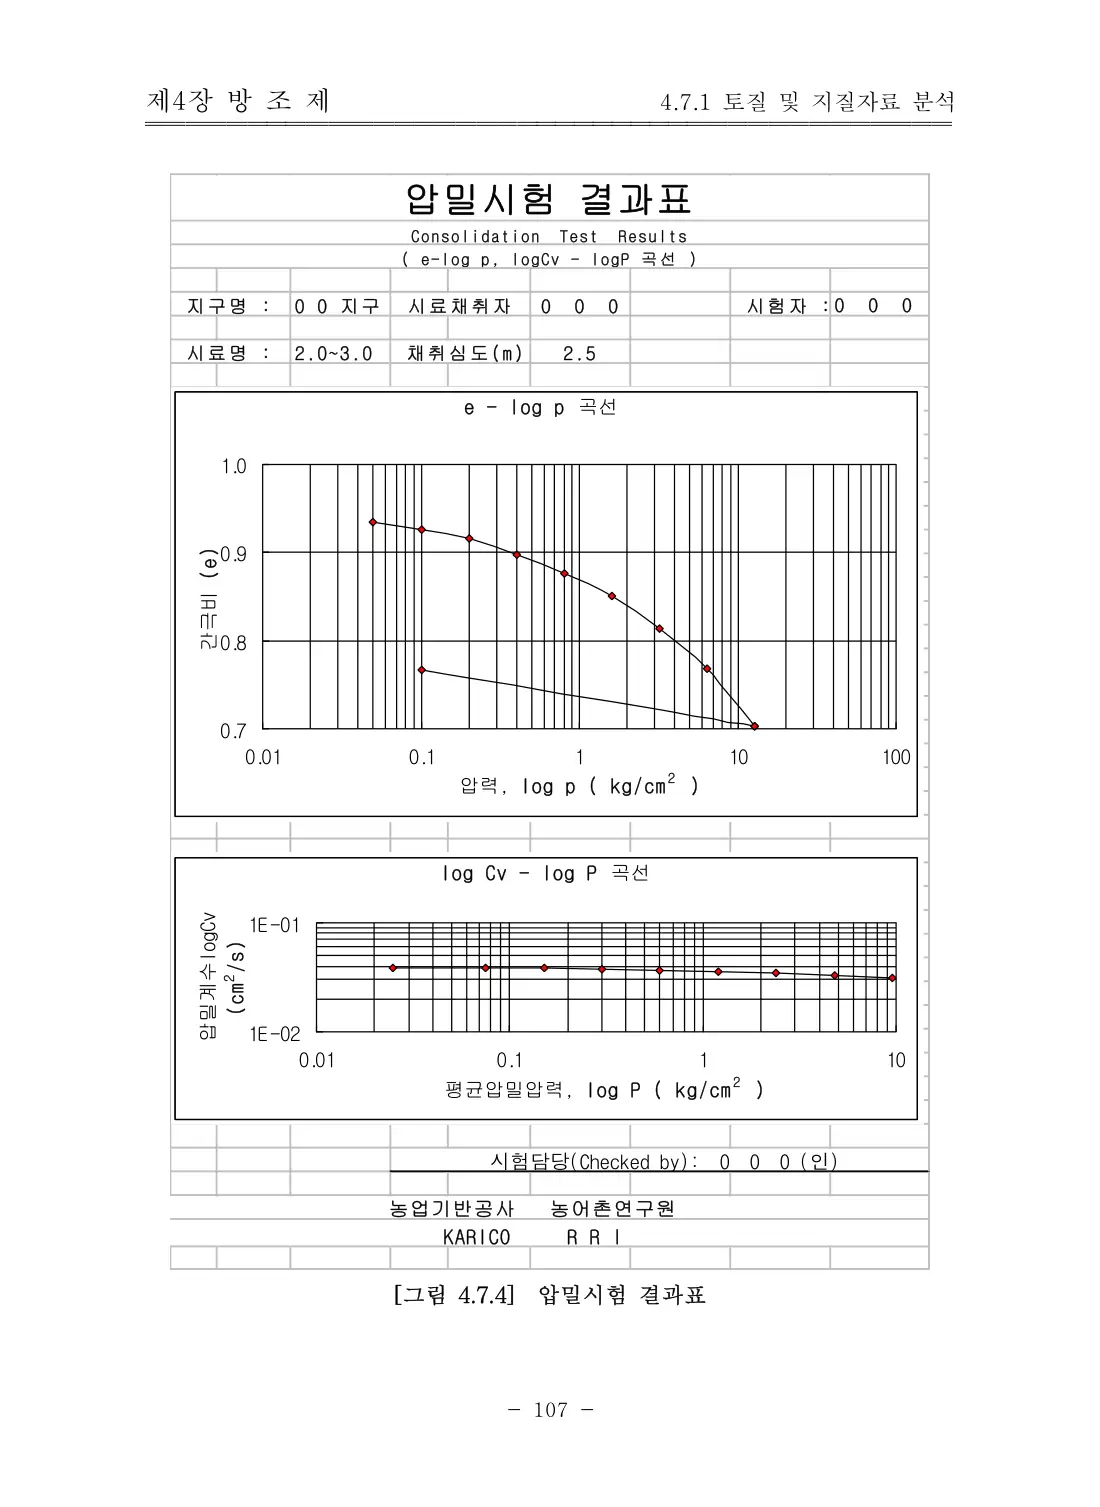 제4장 방 조 제 4.7.1 토질 및 지질자료 분석
압밀시험 결과표
Consolidation Test Results
( e-log p, logCv - logP 곡선 )
지구명 : 0 0 지구 시료채취자 0 0 0 시험자 : 0 0 0
시료명 : 2.0~3.0 채취심도(m) 2.5
e - log p 곡선
1.0
0.9
0.8
0.7
간극비 (e)
0.01 0.1 1 10 100
압력, log p ( kg/cm² )
log Cv - log P 곡선
1E-01
1E-02
압밀계수logCv
(cm²/s)
0.01 0.1 1 10
평균압밀압력, log P ( kg/cm² )
시험담당(Checked by): 0 0 0 (인)
농업기반공사 농어촌연구원
KARICO R R I
[그림 4.7.4] 압밀시험 결과표
- 107 -